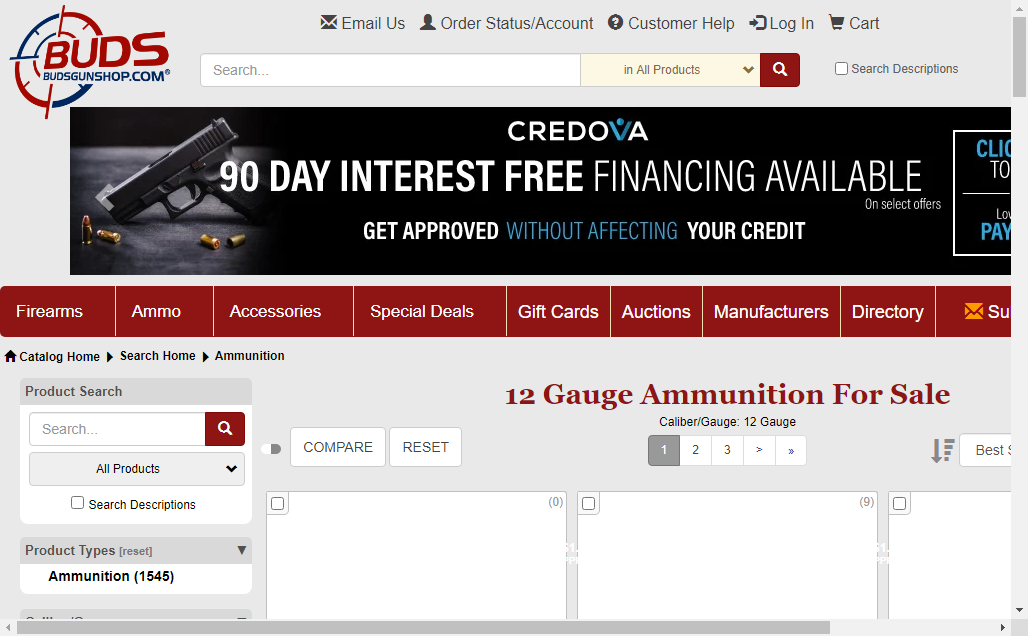 BUDS
BUDSGUNSHOP.COM®
Email Us
Order Status/Account
Customer Help
Log In
Cart
Search...
in All Products
Search Descriptions
CREDOVA
90 DAY INTEREST FREE FINANCING AVAILABLE
On select offers
GET APPROVED WITHOUT AFFECTING YOUR CREDIT
CLIC
TO
Lo
PAY
Firearms
Ammo
Accessories
Special Deals
Gift Cards
Auctions
Manufacturers
Directory
Su
Catalog Home
Search Home
Ammunition
Product Search
Search...
All Products
Search Descriptions
Product Types [reset]
Ammunition (1545)
12 Gauge Ammunition For Sale
Caliber/Gauge: 12 Gauge
COMPARE
RESET
1 2 3 > »
Best S
(0)
(9)